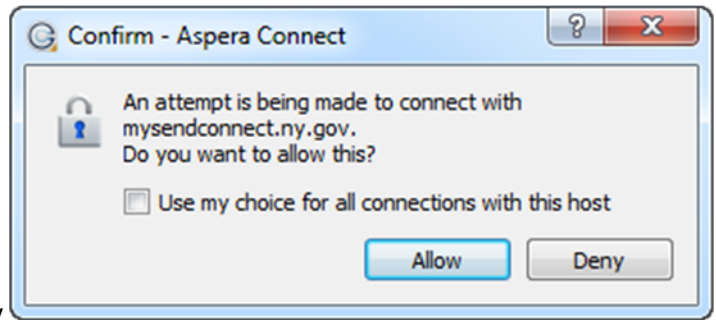 Confirm - Aspera Connect
An attempt is being made to connect with
mysendconnect.ny.gov.
Do you want to allow this?
Use my choice for all connections with this host
Allow Deny